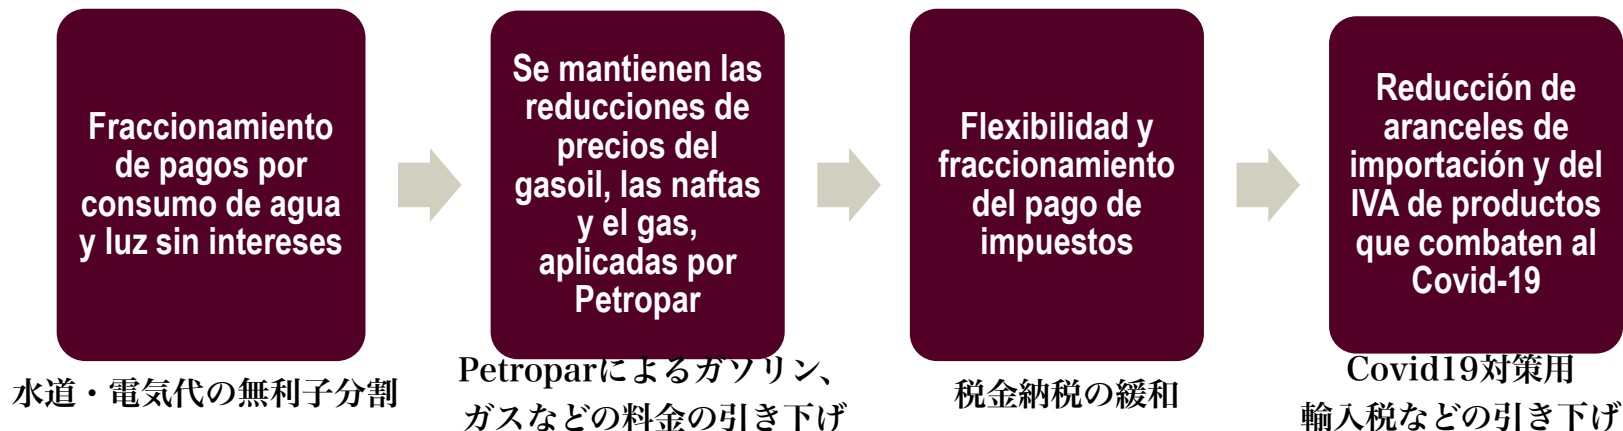 Fraccionamiento
de pagos por
consumo de agua
y luz sin intereses
Se mantienen las
reducciones de
precios del
gasoil, las naftas
y el gas,
aplicadas por
Petropar
Flexibilidad y
fraccionamiento
del pago de
impuestos
Reducción de
aranceles de
importación y del
IVA de productos
que combaten al
Covid-19
水道・電気代の無利子分割
Petroparによるガソリン、
ガスなどの料金の引き下げ
税金納税の緩和
Covid19対策用
輸入税などの引き下げ